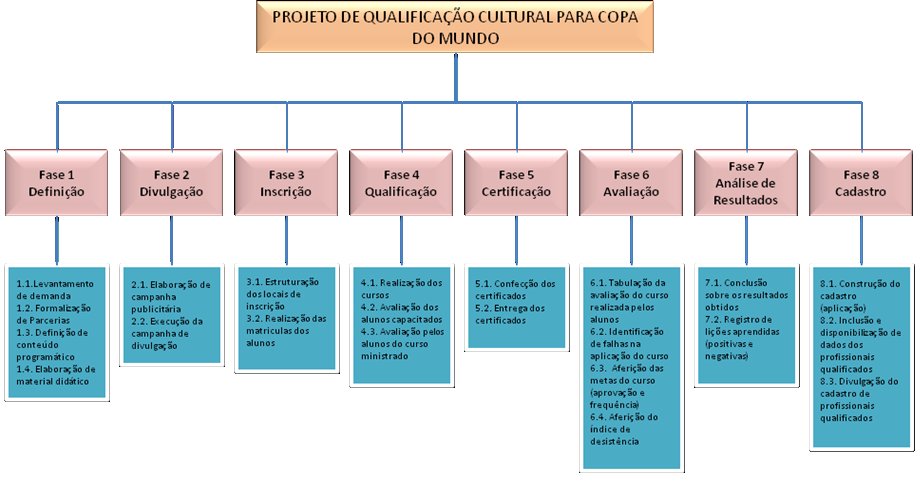 PROJETO DE QUALIFICAÇÃO CULTURAL PARA COPA
DO MUNDO
Fase 1
Definição
Fase 2
Divulgação
Fase 3
Inscrição
Fase 4
Qualificação
Fase 5
Certificação
Fase 6
Avaliação
Fase 7
Análise de
Resultados
Fase 8
Cadastro
1.1.Levantamento
de demanda
1.2. Formalização
de Parcerias
1.3. Definição de
conteúdo
programático
1.4. Elaboração de
material didático
2.1. Elaboração de
campanha
publicitária
2.2. Execução da
campanha de
divulgação
3.1. Estruturação
dos locais de
inscrição
3.2. Realização das
matriculas dos
alunos
4.1. Realização de
cursos
4.2. Avaliação dos
alunos capacitados
4.3. Avaliação pelos
alunos do curso
ministrado
5.1. Confecção dos
certificados
5.2. Entrega dos
certificados
6.1. Tabulação da
avaliação do curso
realizada pelos
alunos
6.2. Identificação
de falhas na
aplicação do curso
6.3. Aferição das
metas do curso
(aprovação e
frequência)
6.4. Aferição do
índice de
desistência
7.1. Conclusão
sobre os resultados
obtidos
7.2. Registro de
lições aprendidas
(positivas e
negativas)
8.1. Construção do
cadastro
(aplicação)
8.2. Inclusão e
disponibilização de
dados dos
profissionais
qualificados
8.3. Divulgação do
cadastro de
profissionais
qualificados